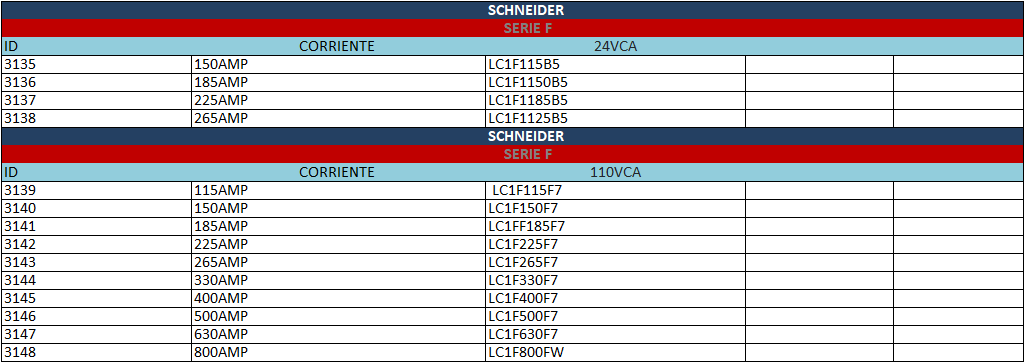 SCHNEIDER
SERIE F
ID CORRIENTE 24VCA
3135 150AMP LC1F115B5
3136 185AMP LC1F1150B5
3137 225AMP LC1F1185B5
3138 265AMP LC1F1125B5
SCHNEIDER
SERIE F
ID CORRIENTE 110VCA
3139 115AMP LC1F115F7
3140 150AMP LC1F150F7
3141 185AMP LC1FF185F7
3142 225AMP LC1F225F7
3143 265AMP LC1F265F7
3144 330AMP LC1F330F7
3145 400AMP LC1F400F7
3146 500AMP LC1F500F7
3147 630AMP LC1F630F7
3148 800AMP LC1F800FW